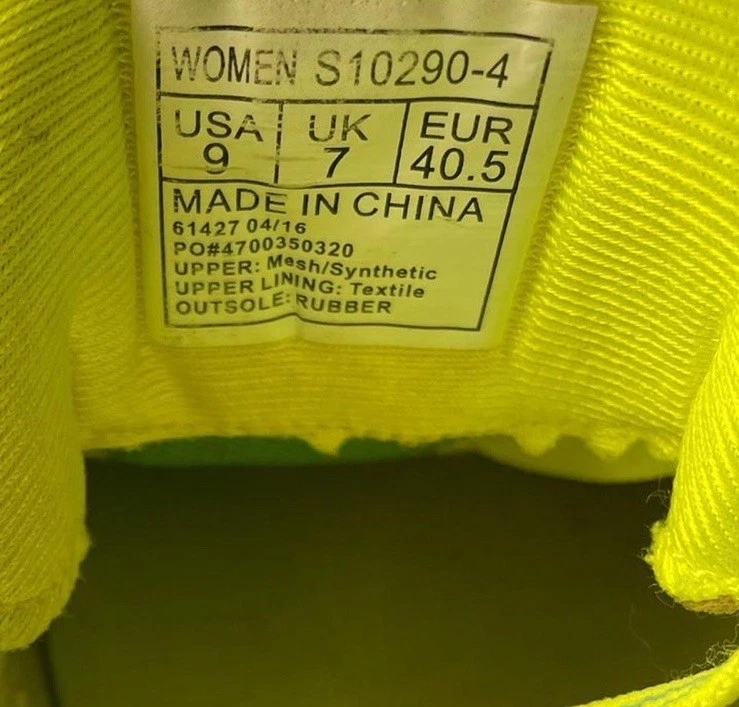 WOMEN S10290-4
USA UK EUR
9 7 40.5
MADE IN CHINA
61427 04/16
PO#4700350320
UPPER: Mesh/Synthetic
UPPER LINING: Textile
OUTSOLE: RUBBER